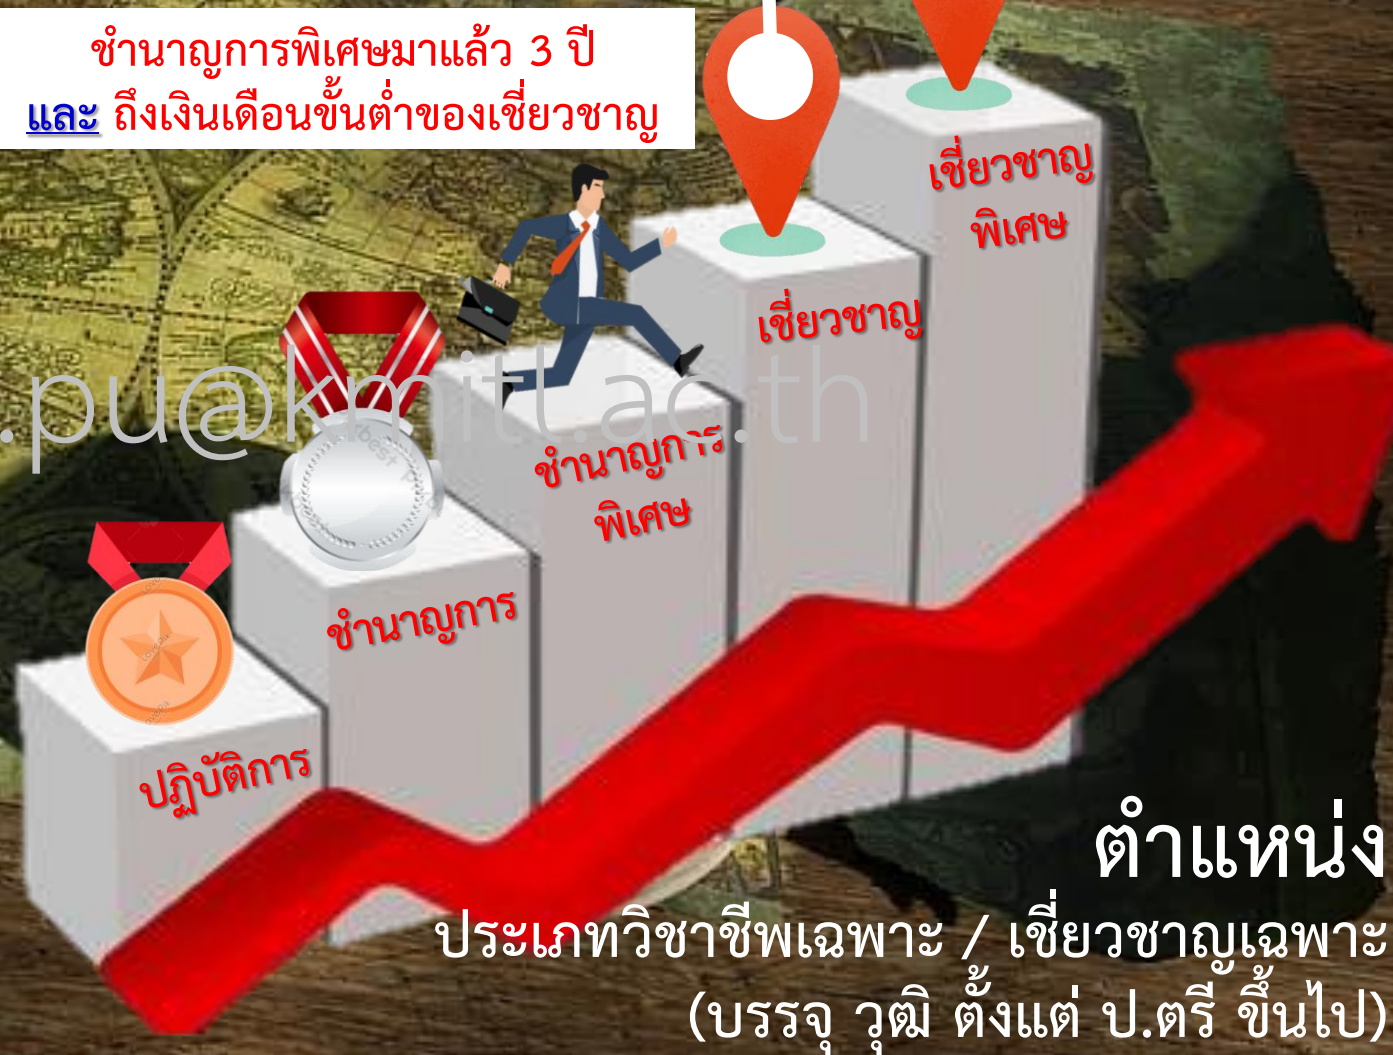 ชำนาญการพิเศษมาแล้ว 3 ปี
และ ถึงเงินเดือนขั้นต่ำของเชี่ยวชาญ
เชี่ยวชาญ
พิเศษ
เชี่ยวชาญ
.pu@kmitl.ac.th
ชำนาญการ
พิเศษ
ชำนาญการ
ปฏิบัติการ
ตำแหน่ง
ประเภทวิชาชีพเฉพาะ / เชี่ยวชาญเฉพาะ
(บรรจุ วุฒิ ตั้งแต่ ป.ตรี ขึ้นไป)